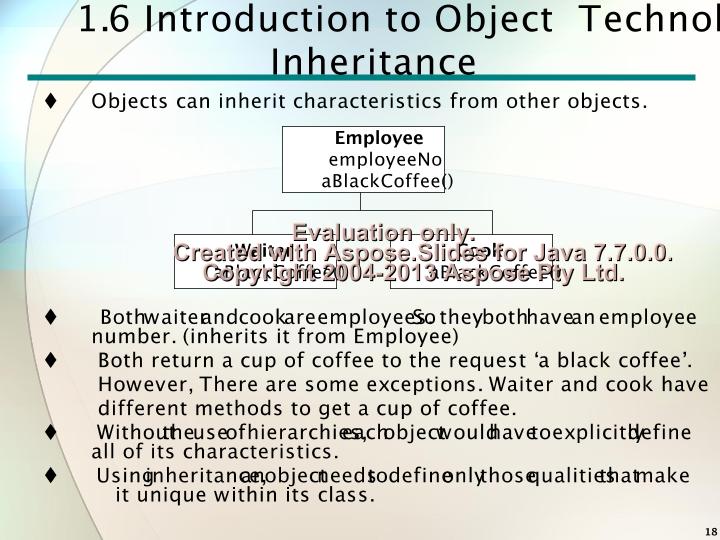 1.6 Introduction to Object Technol
Inheritance
♦ Objects can inherit characteristics from other objects.
Employee
employeeNo
aBlackCoffee()
Evaluation only.
Waiter Cook
Created with Aspose.Slides for Java 7.7.0.0.
aBlackCoffee() aBlackCoffee()
Copyright 2004-2013 Aspose Pty Ltd.
♦ Both waiter and cook are employees. So they both have an employee
number. (inherits it from Employee)
♦ Both return a cup of coffee to the request ‘a black coffee’.
However, There are some exceptions. Waiter and cook have
different methods to get a cup of coffee.
♦ Without the use of hierarchies, each object would have to explicitly define
all of its characteristics.
♦ Using inheritance, an object needs to define only those qualities that make
it unique within its class.
18